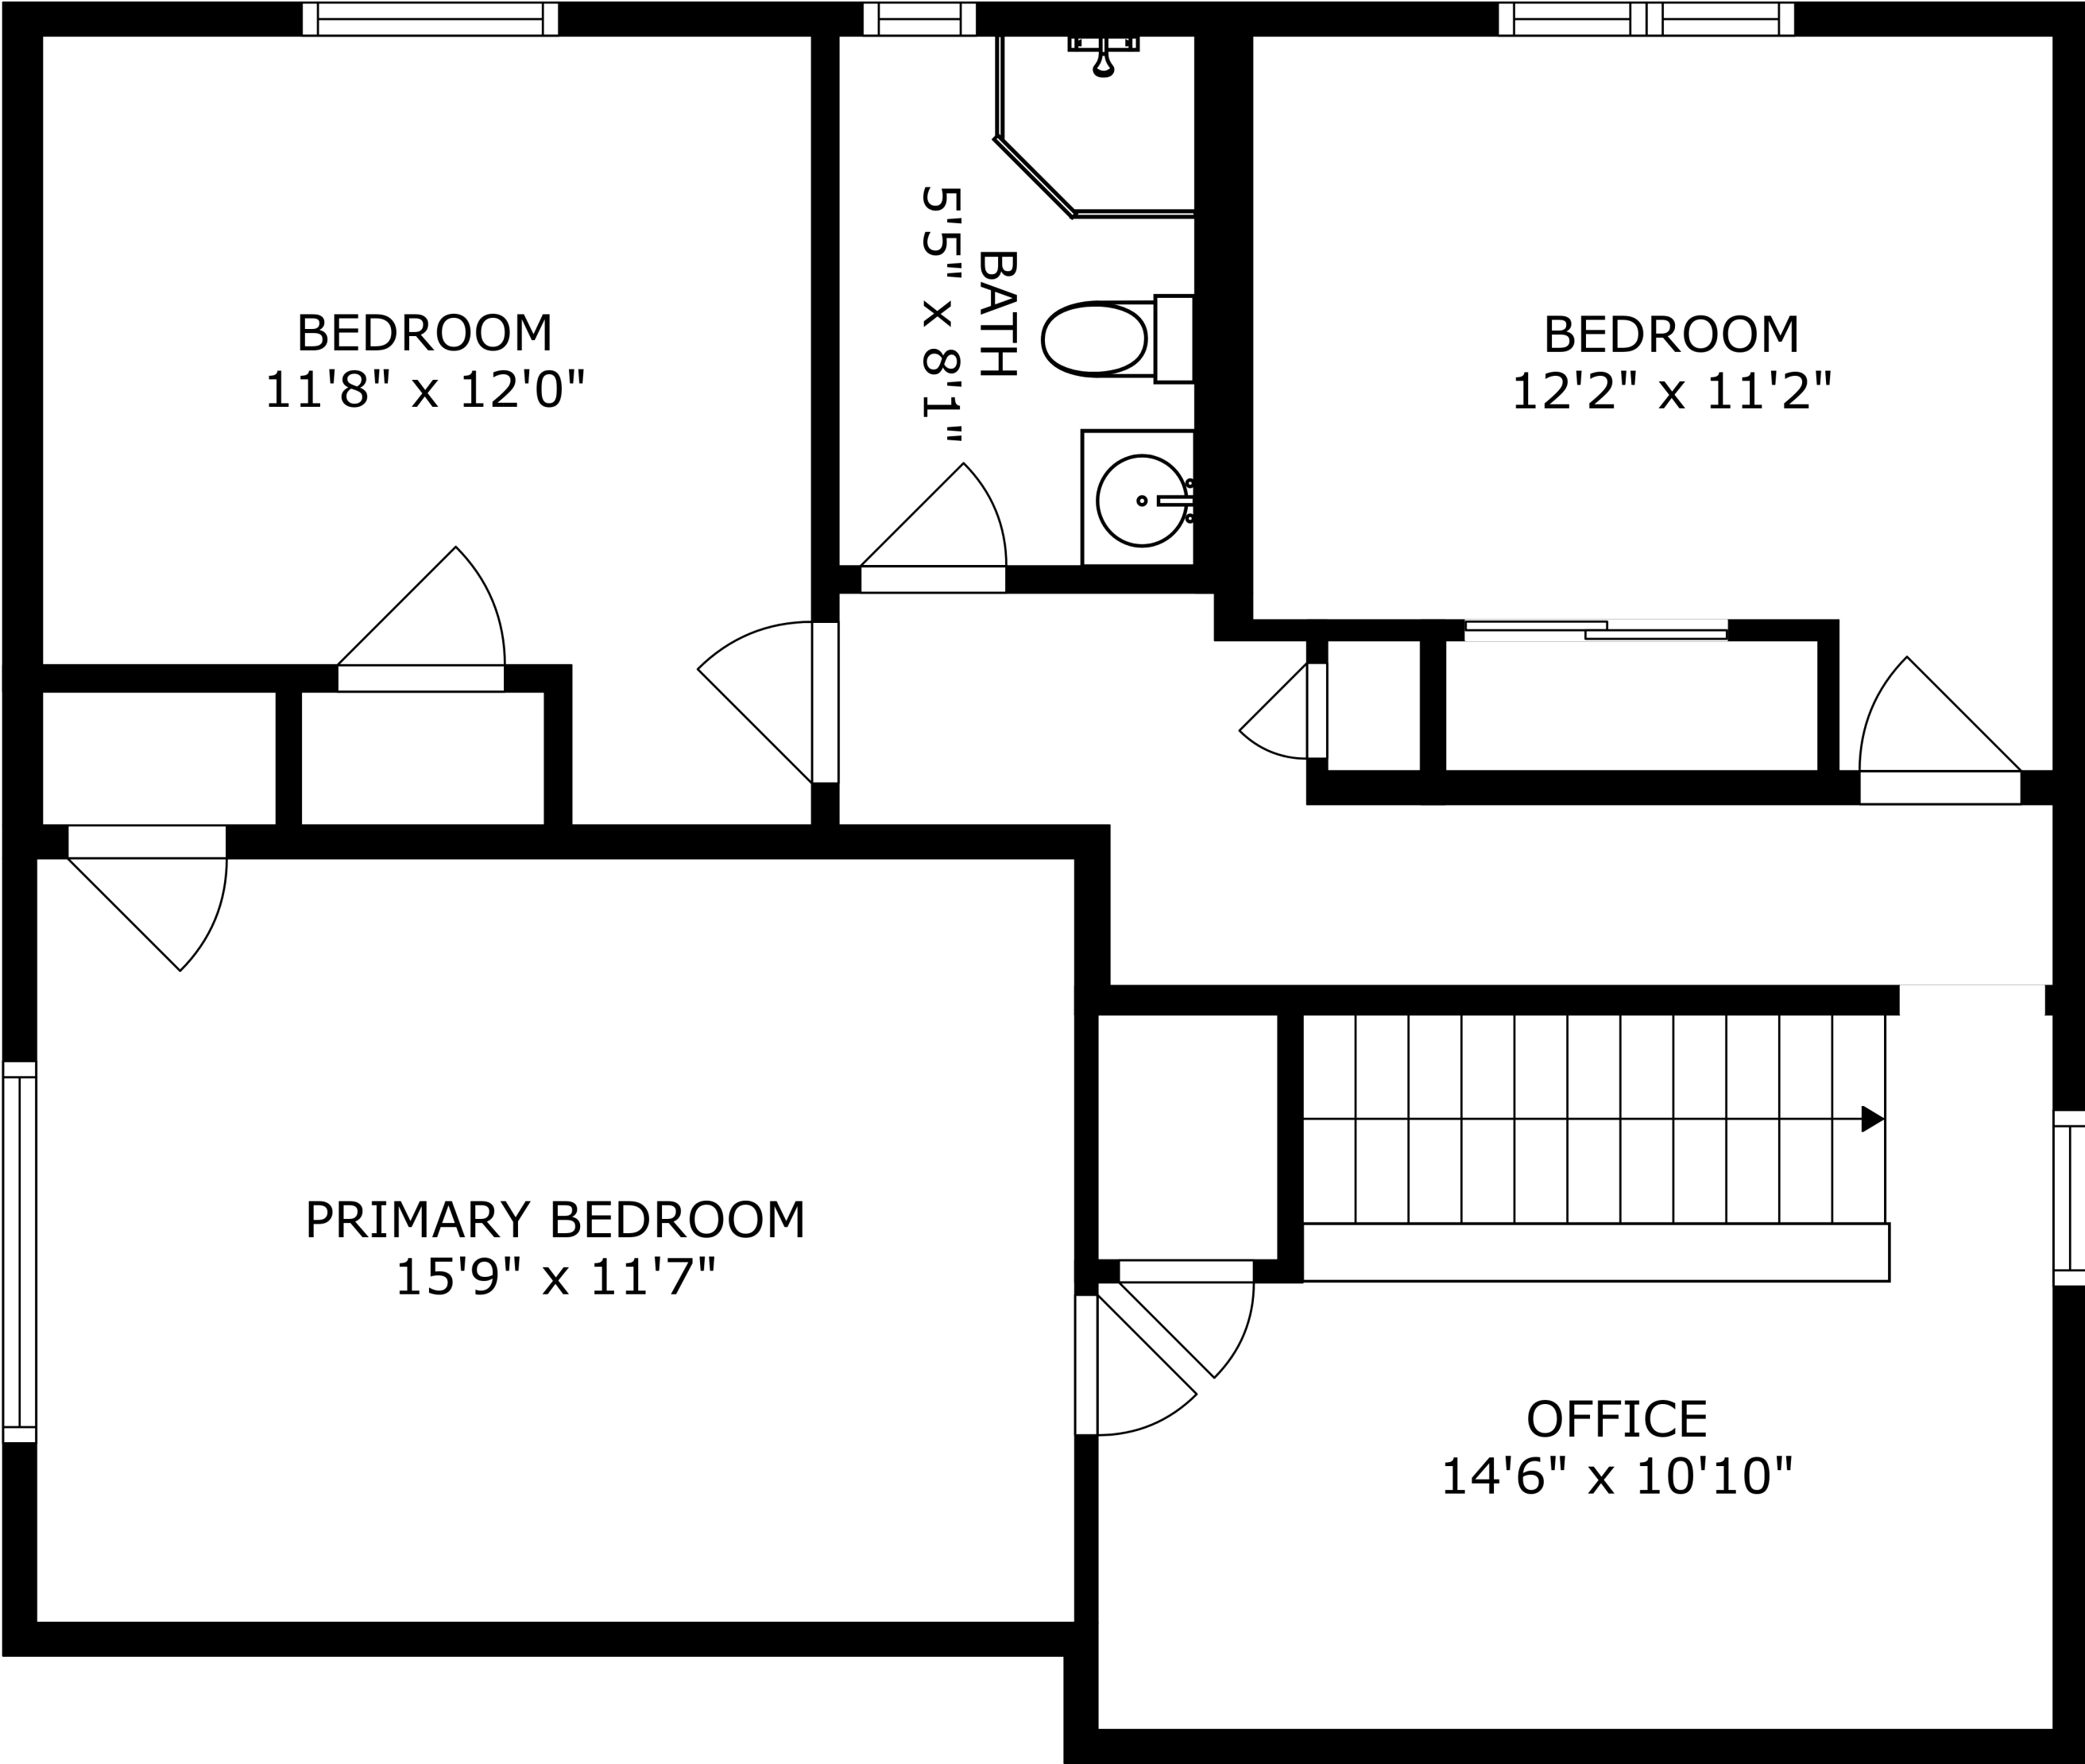 BEDROOM
11'8" x 12'0"
5'5" x 8'1"
BATH
BEDROOM
12'2" x 11'2"
PRIMARY BEDROOM
15'9" x 11'7"
OFFICE
14'6" x 10'10"